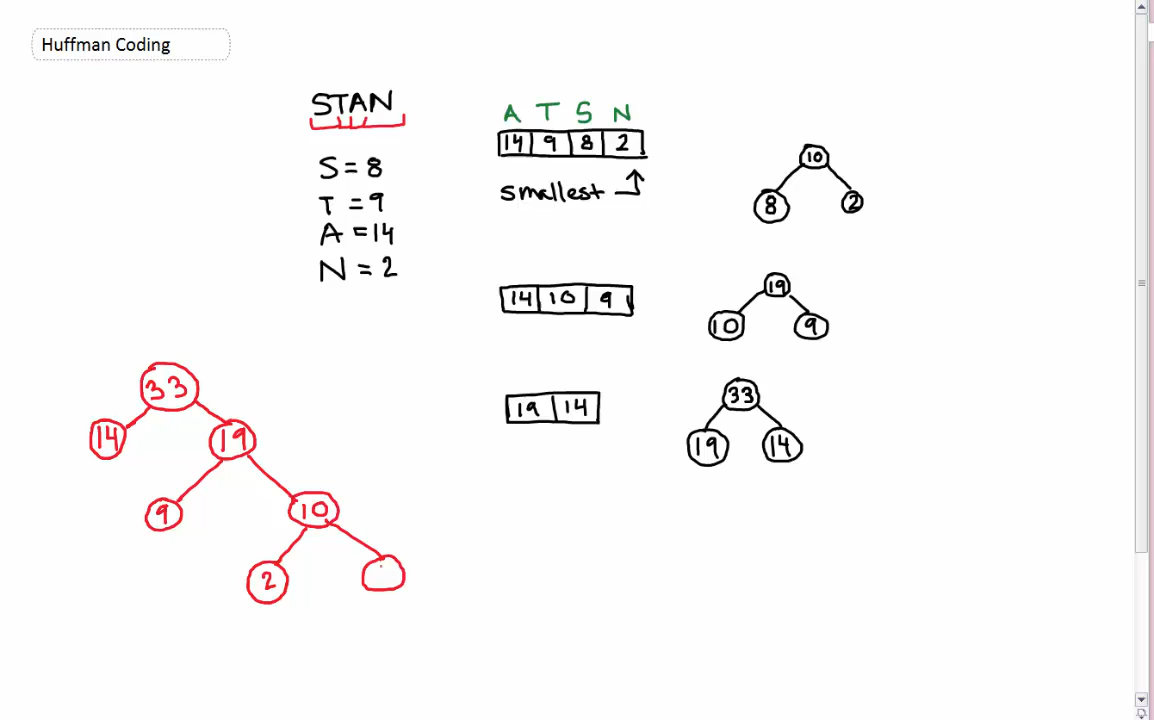 Huffman Coding
STAN
S = 8
T = 9
A = 14
N = 2
A T S N
14 9 8 2
smallest
10
8 2
14 10 9
19
10 9
19 14
33
19 14
33
14 19
9 10
2